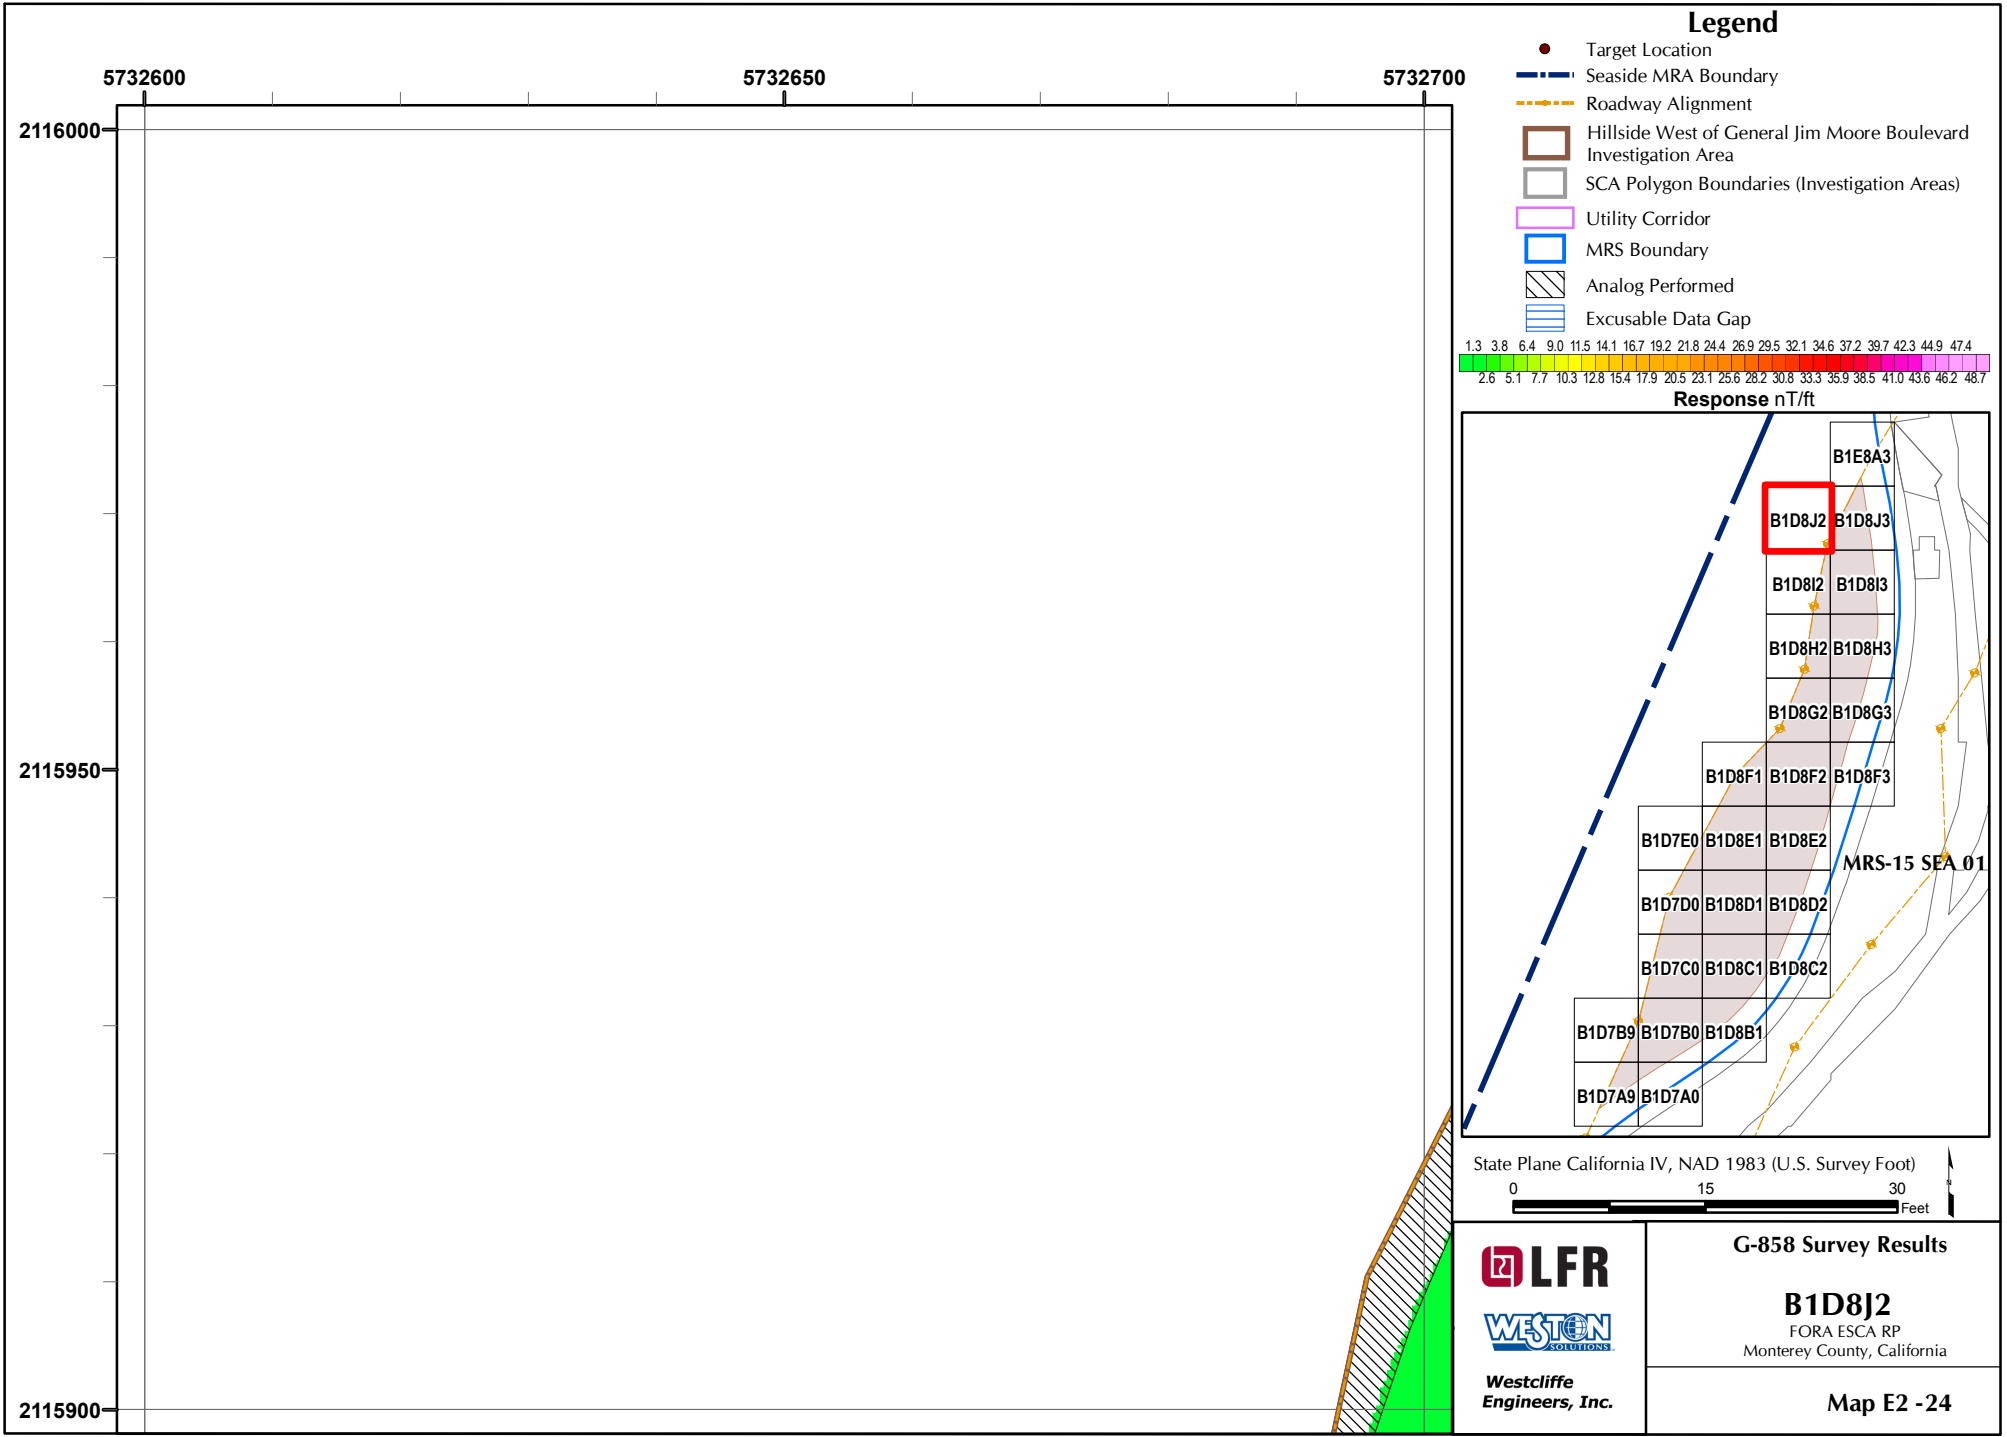 Legend
Target Location
Seaside MRA Boundary
Roadway Alignment
Hillside West of General Jim Moore Boulevard
Investigation Area
SCA Polygon Boundaries (Investigation Areas)
Utility Corridor
MRS Boundary
Analog Performed
Excusable Data Gap
1.3 3.8 6.4 9.0 11.5 14.1 16.7 19.2 21.8 24.4 26.9 29.5 32.1 34.6 37.2 39.7 42.3 44.9 47.4
2.6 5.1 7.7 10.3 12.8 15.4 17.9 20.5 23.1 25.6 28.2 30.8 33.3 35.9 38.5 41.0 43.6 46.2 48.7
Response nT/ft
5732600 5732650 5732700
2116000
2115950
2115900
B1E8A3
B1D8J2 B1D8J3
B1D8I2 B1D8I3
B1D8H2 B1D8H3
B1D8G2 B1D8G3
B1D8F1 B1D8F2 B1D8F3
B1D7E0 B1D8E1 B1D8E2
MRS-15 SEA 01
B1D7D0 B1D8D1 B1D8D2
B1D7C0 B1D8C1 B1D8C2
B1D7B9 B1D7B0 B1D8B1
B1D7A9 B1D7A0
State Plane California IV, NAD 1983 (U.S. Survey Foot)
N
0 15 30
Feet
LFR
WESTON
SOLUTIONS
Westcliffe
Engineers, Inc.
G-858 Survey Results
B1D8J2
FORA ESCA RP
Monterey County, California
Map E2 -24